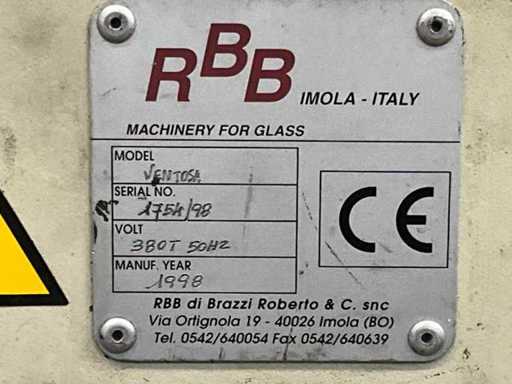 RBB IMOLA - ITALY
MACHINERY FOR GLASS
MODEL
VENTOSA
SERIAL NO.
1754/98
VOLT
380T 50HZ
MANUF. YEAR
1998
CE
RBB di Brazzi Roberto & C. snc
Via Ortignola 19 - 40026 Imola (BO)
Tel. 0542/640054 Fax 0542/640639